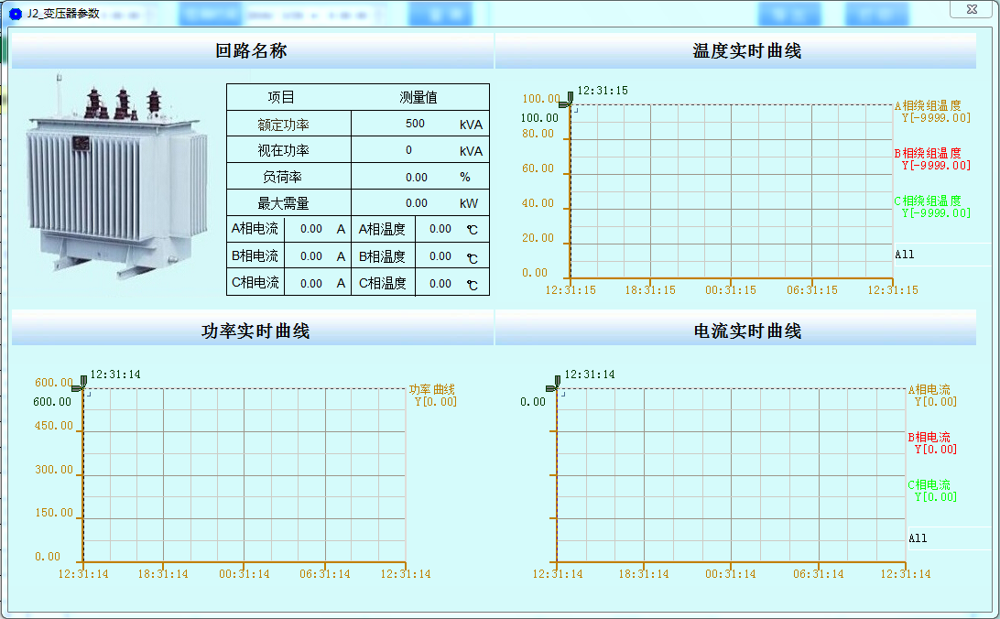 J2_变压器参数
回路名称
项目 测量值
额定功率 500 kVA
视在功率 0 kVA
负荷率 0.00 %
最大需量 0.00 kW
A相电流 0.00 A A相温度 0.00 ℃
B相电流 0.00 A B相温度 0.00 ℃
C相电流 0.00 A C相温度 0.00 ℃
温度实时曲线
12:31:15
100.00
100.00
80.00
60.00
40.00
20.00
0.00
12:31:15 18:31:15 00:31:15 06:31:15 12:31:15
A相绕组温度
Y[-9999.00]
B相绕组温度
Y[-9999.00]
C相绕组温度
Y[-9999.00]
All
功率实时曲线
12:31:14
600.00
600.00
450.00
300.00
150.00
0.00
12:31:14 18:31:14 00:31:14 06:31:14 12:31:14
功率曲线
Y[0.00]
电流实时曲线
12:31:14
0.00
12:31:14 18:31:14 00:31:14 06:31:14 12:31:14
A相电流
Y[0.00]
B相电流
Y[0.00]
C相电流
Y[0.00]
All